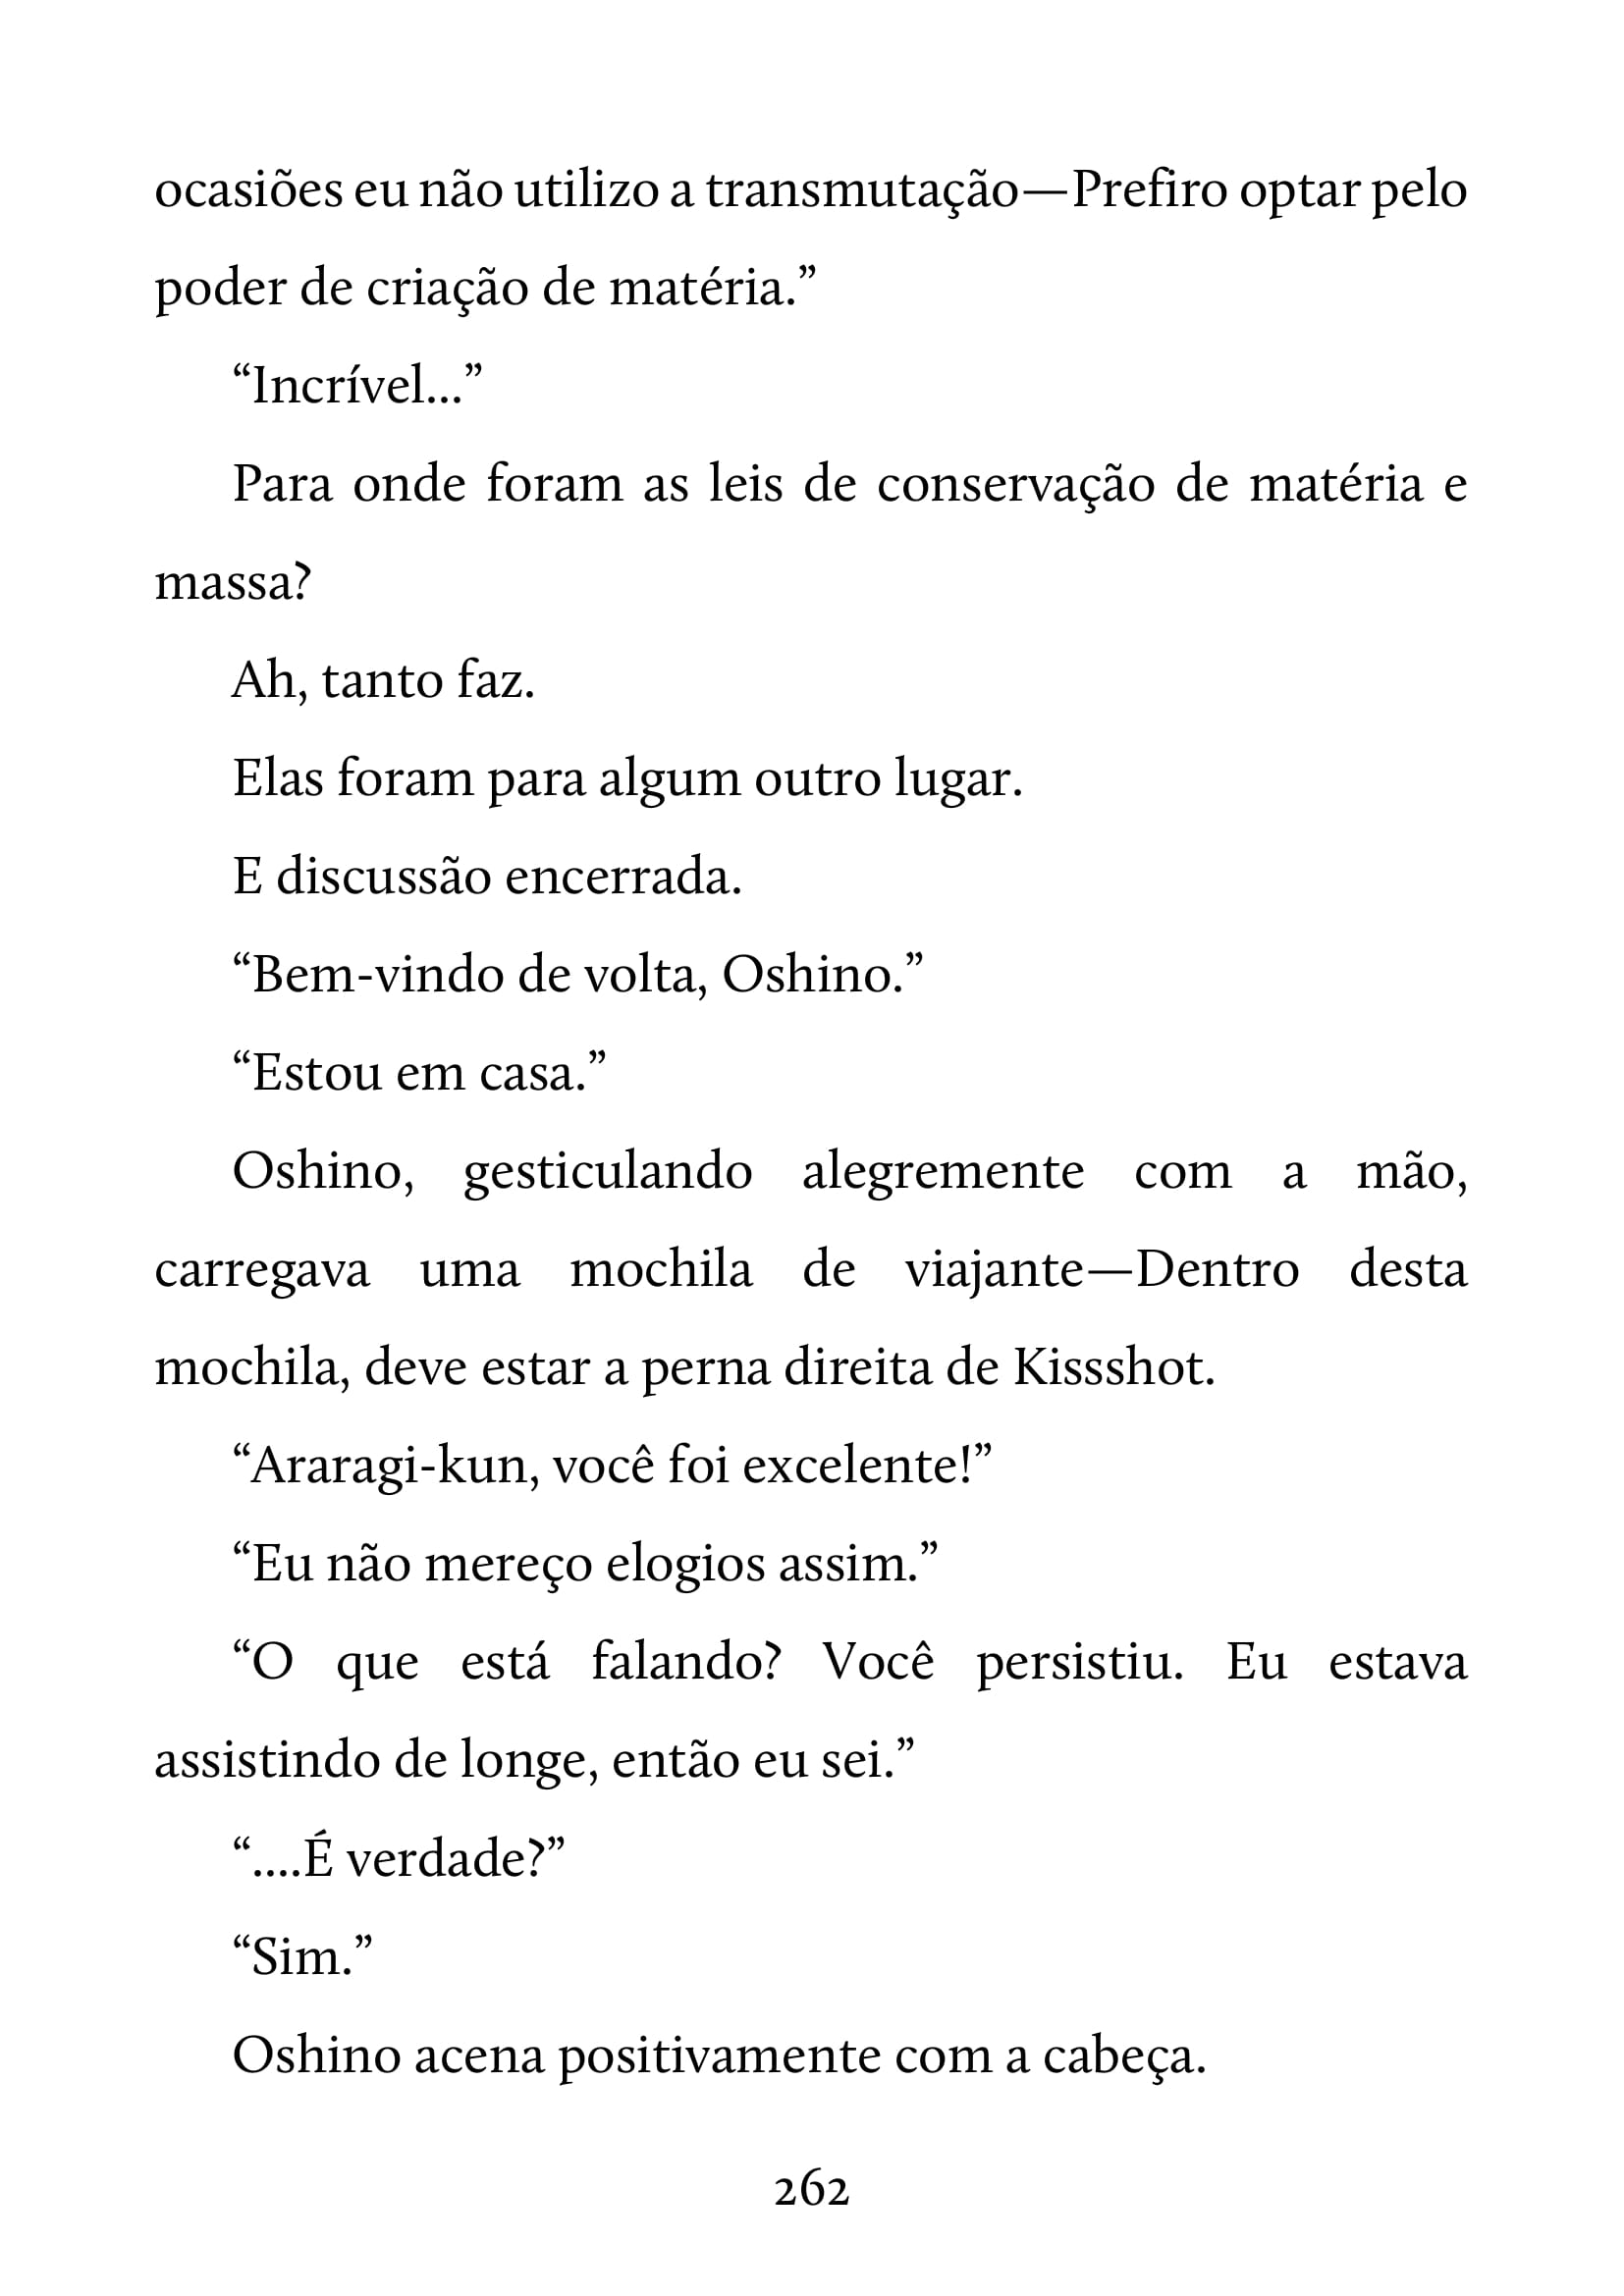 ocasiões eu não utilizo a transmutação—Prefiro optar pelo
poder de criação de matéria.”
“Incrível...”
Para onde foram as leis de conservação de matéria e
massa?
Ah, tanto faz.
Elas foram para algum outro lugar.
E discussão encerrada.
“Bem-vindo de volta, Oshino.”
“Estou em casa.”
Oshino, gesticulando alegremente com a mão,
carregava uma mochila de viajante—Dentro desta
mochila, deve estar a perna direita de Kissshot.
“Araragi-kun, você foi excelente!”
“Eu não mereço elogios assim.”
“O que está falando? Você persistiu. Eu estava
assistindo de longe, então eu sei.”
“....É verdade?”
“Sim.”
Oshino acena positivamente com a cabeça.
262